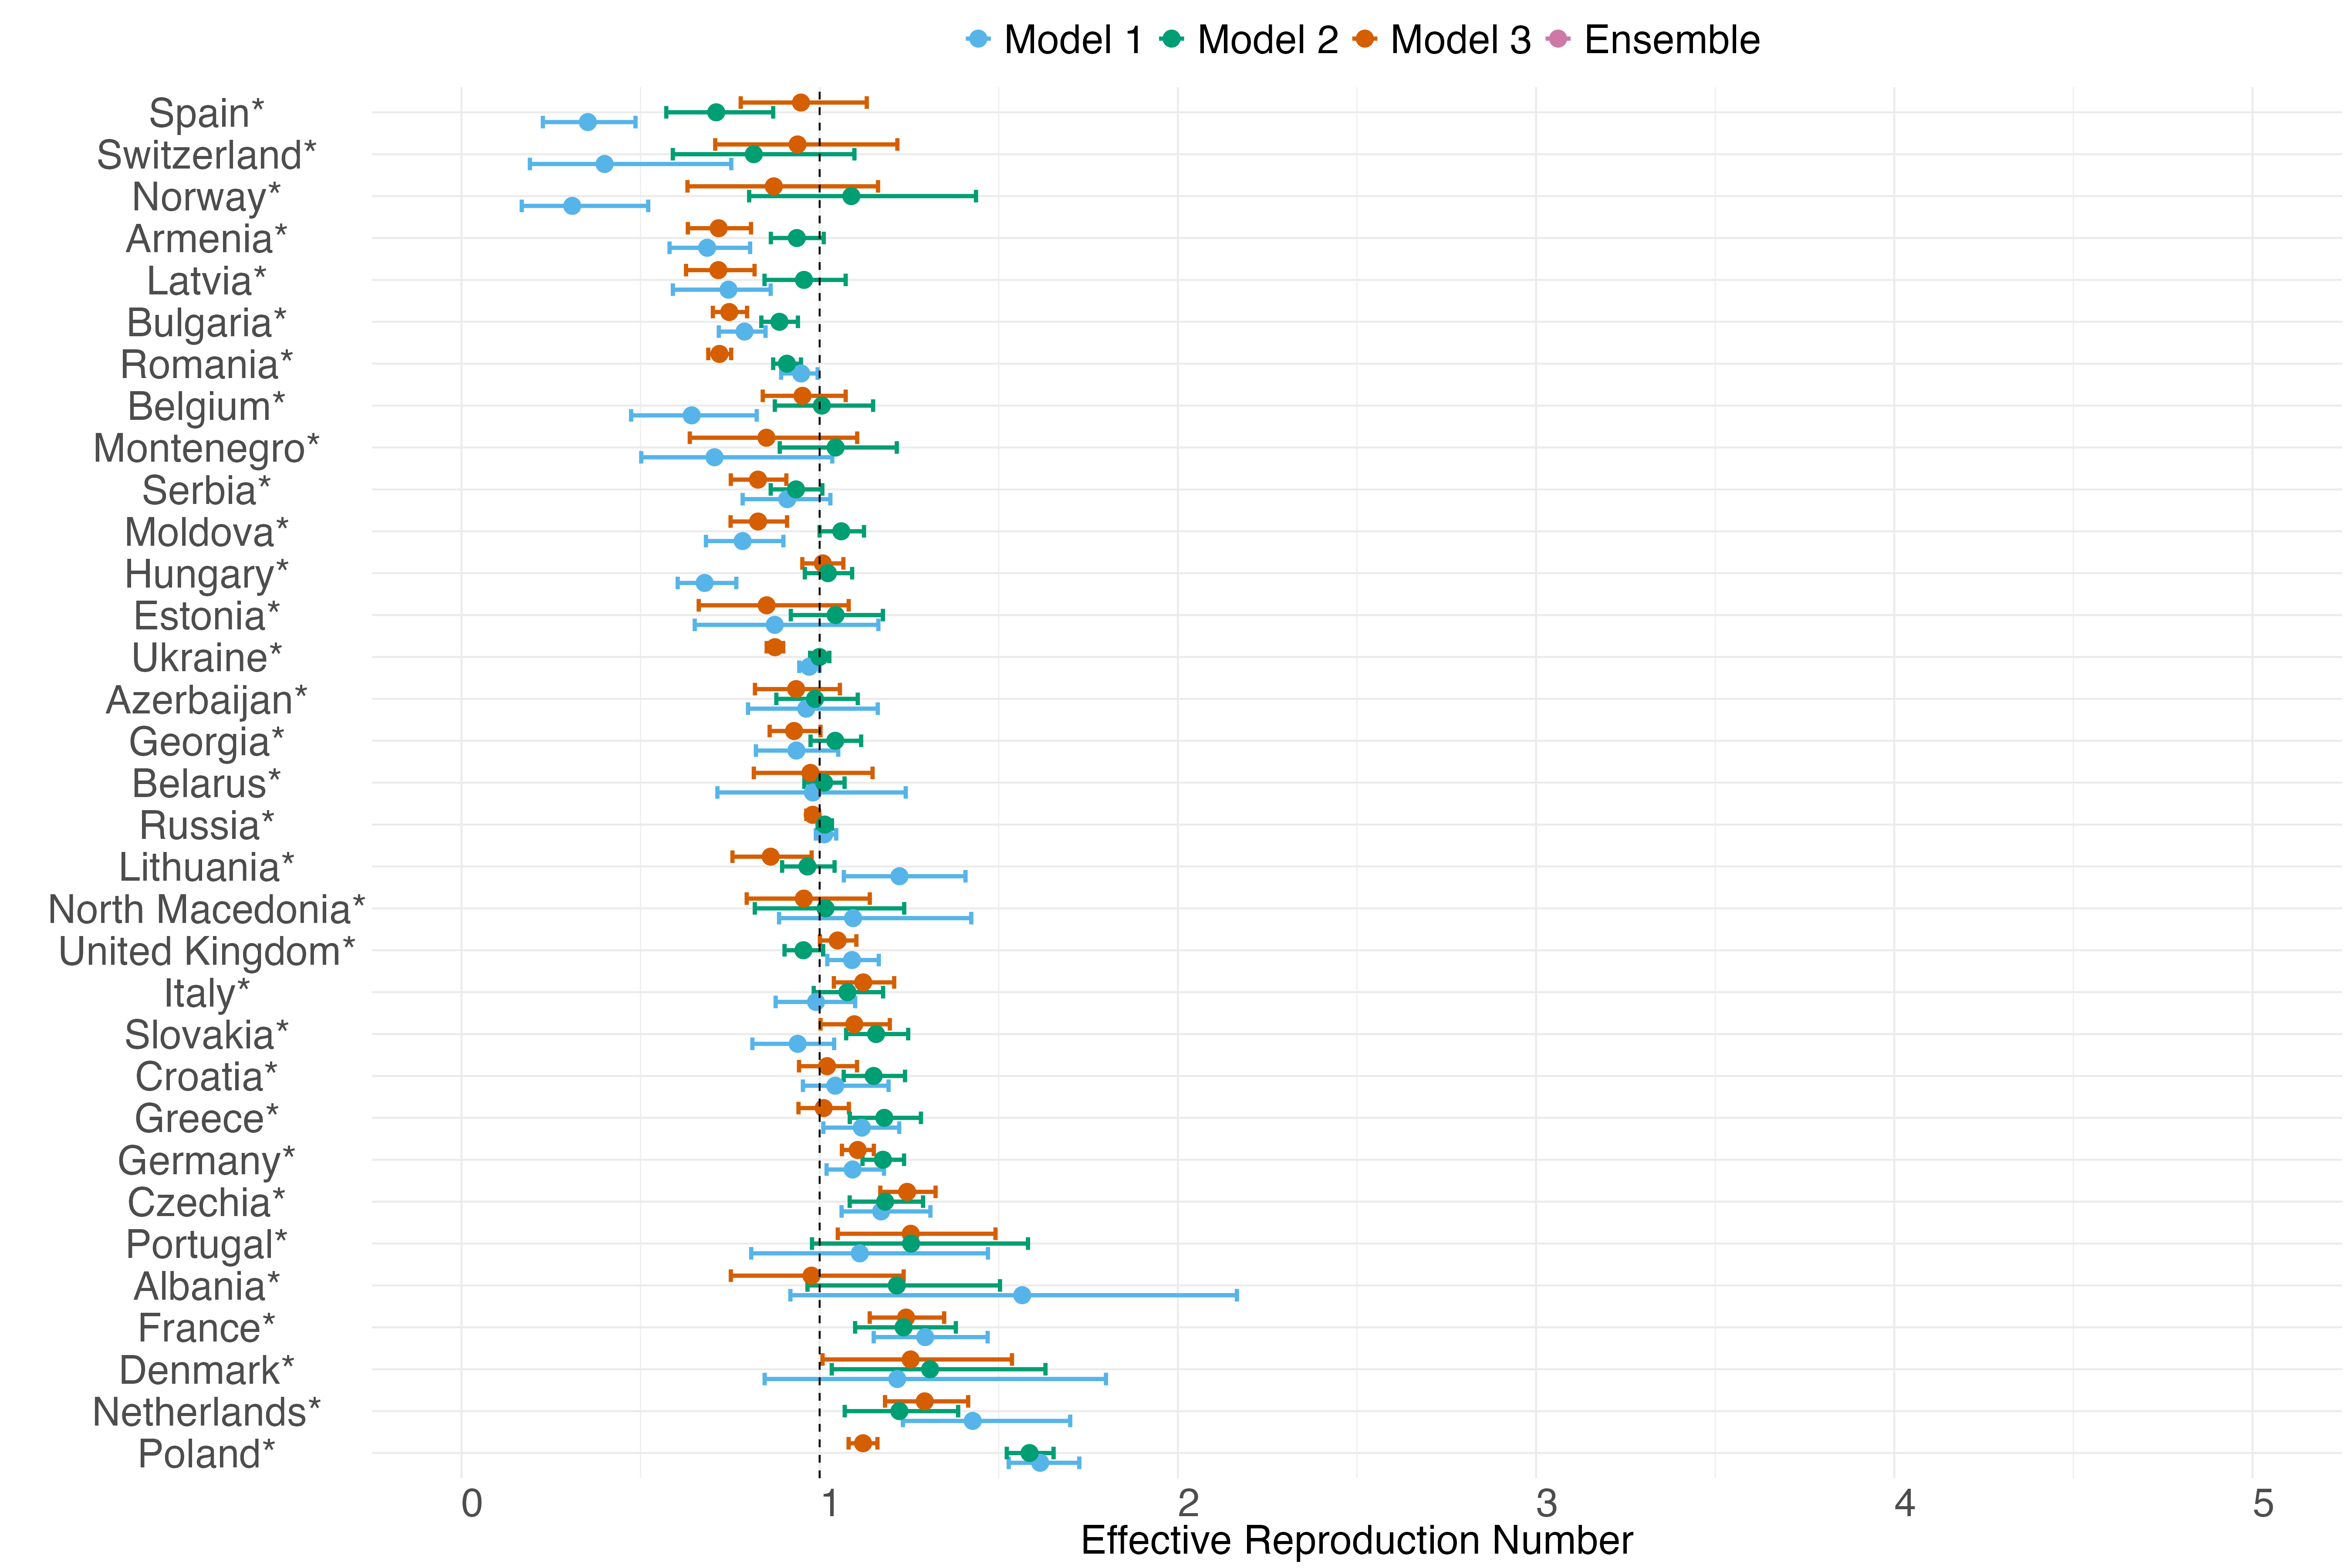 Model 1 Model 2 Model 3 Ensemble
Spain*
Switzerland*
Norway*
Armenia*
Latvia*
Bulgaria*
Romania*
Belgium*
Montenegro*
Serbia*
Moldova*
Hungary*
Estonia*
Ukraine*
Azerbaijan*
Georgia*
Belarus*
Russia*
Lithuania*
North Macedonia*
United Kingdom*
Italy*
Slovakia*
Croatia*
Greece*
Germany*
Czechia*
Portugal*
Albania*
France*
Denmark*
Netherlands*
Poland*
0 1 2 3 4 5
Effective Reproduction Number